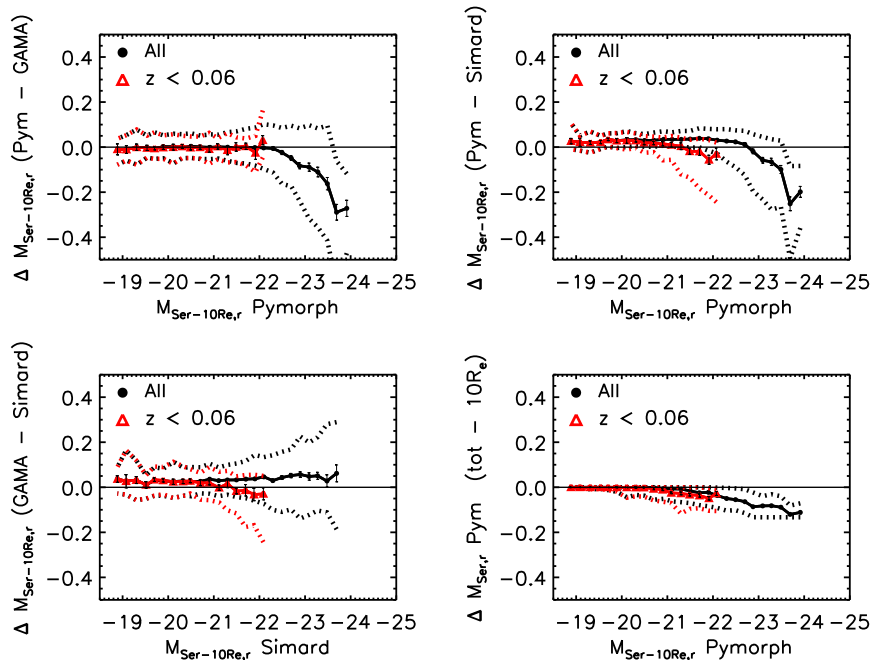 Δ M_Ser−10Re,r (Pym − GAMA)
0.4
0.2
0.0
−0.2
−0.4
All
z < 0.06
−19 −20 −21 −22 −23 −24 −25
M_Ser−10Re,r Pymorph
Δ M_Ser−10Re,r (Pym − Simard)
0.4
0.2
0.0
−0.2
−0.4
All
z < 0.06
−19 −20 −21 −22 −23 −24 −25
M_Ser−10Re,r Pymorph
Δ M_Ser−10Re,r (GAMA − Simard)
0.4
0.2
0.0
−0.2
−0.4
All
z < 0.06
−19 −20 −21 −22 −23 −24 −25
M_Ser−10Re,r Simard
Δ M_Ser,r Pym (tot − 10R_e)
0.4
0.2
0.0
−0.2
−0.4
All
z < 0.06
−19 −20 −21 −22 −23 −24 −25
M_Ser−10Re,r Pymorph